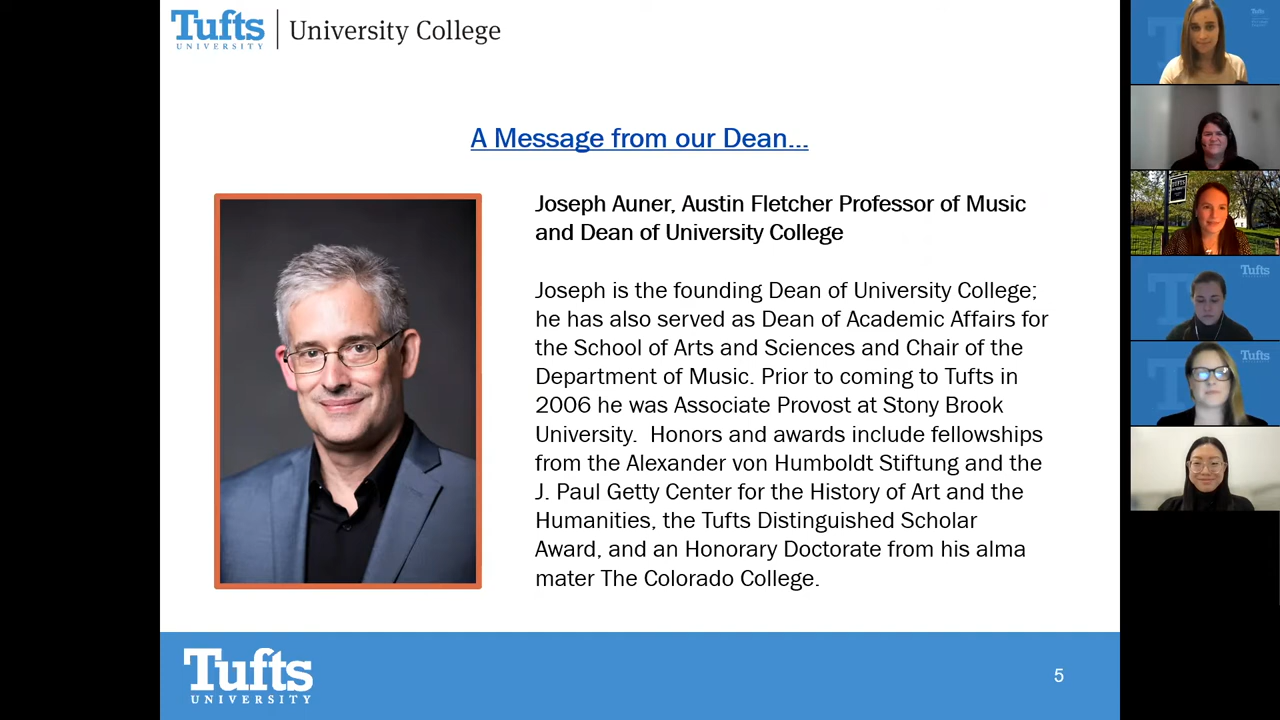 Tufts
UNIVERSITY
University College
A Message from our Dean...
Joseph Auner, Austin Fletcher Professor of Music
and Dean of University College
Joseph is the founding Dean of University College;
he has also served as Dean of Academic Affairs for
the School of Arts and Sciences and Chair of the
Department of Music. Prior to coming to Tufts in
2006 he was Associate Provost at Stony Brook
University.  Honors and awards include fellowships
from the Alexander von Humboldt Stiftung and the
J. Paul Getty Center for the History of Art and the
Humanities, the Tufts Distinguished Scholar
Award, and an Honorary Doctorate from his alma
mater The Colorado College.
Tufts
UNIVERSITY
5
Tufts
TUFTS
Tufts
Tufts